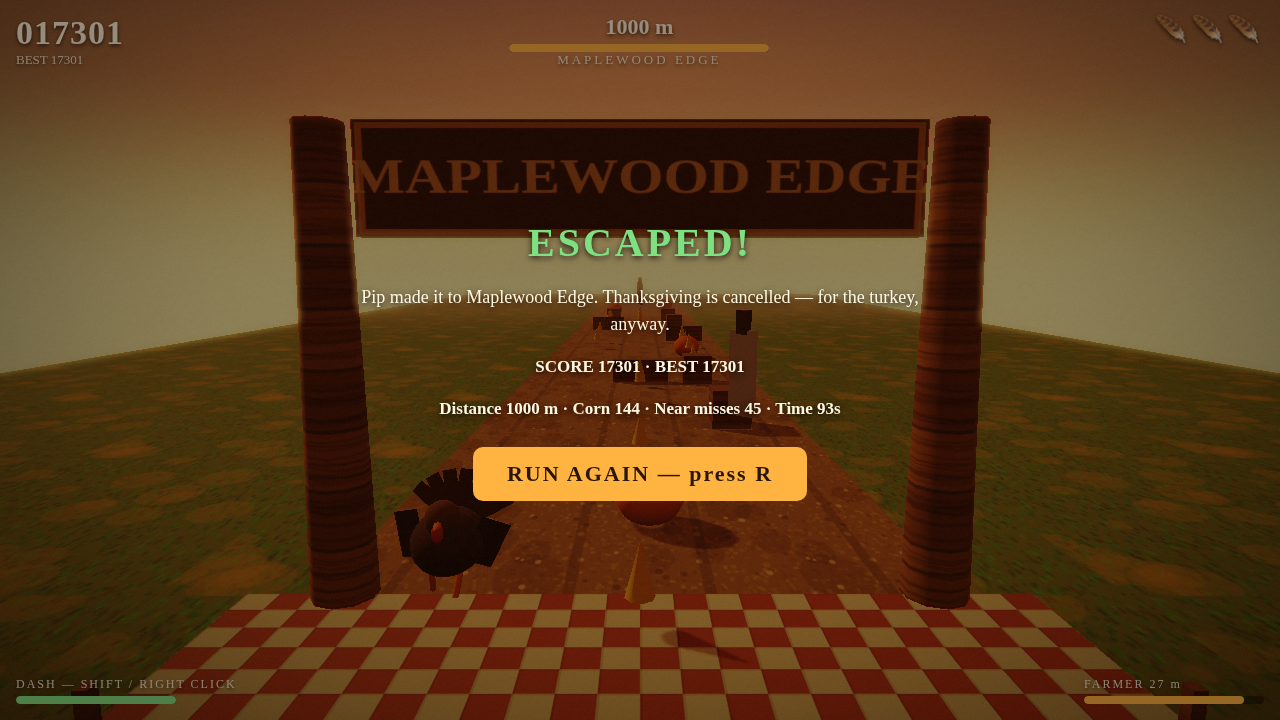 017301
BEST 17301
1000 m
MAPLEWOOD EDGE
MAPLEWOOD EDGE
ESCAPED!
Pip made it to Maplewood Edge. Thanksgiving is cancelled — for the turkey,
anyway.
SCORE 17301 · BEST 17301
Distance 1000 m · Corn 144 · Near misses 45 · Time 93s
RUN AGAIN — press R
DASH — SHIFT / RIGHT CLICK
FARMER 27 m